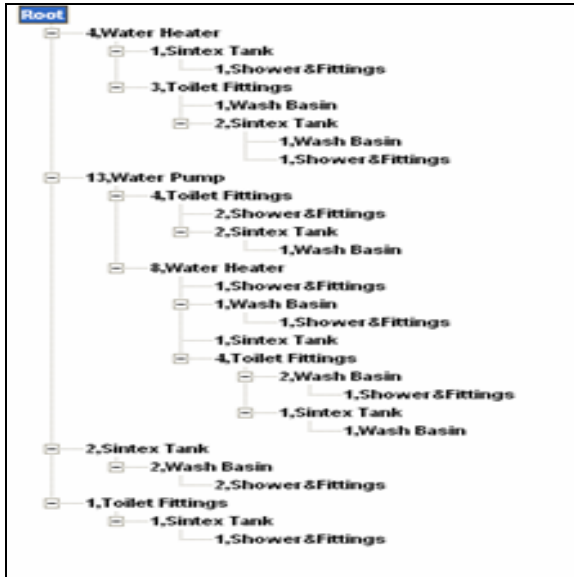 Root
4,Water Heater
1,Sintex Tank
1,Shower&Fittings
3,Toilet Fittings
1,Wash Basin
2,Sintex Tank
1,Wash Basin
1,Shower&Fittings
13,Water Pump
4,Toilet Fittings
2,Shower&Fittings
2,Sintex Tank
1,Wash Basin
8,Water Heater
1,Shower&Fittings
1,Wash Basin
1,Shower&Fittings
1,Sintex Tank
4,Toilet Fittings
2,Wash Basin
1,Shower&Fittings
1,Sintex Tank
1,Wash Basin
2,Sintex Tank
2,Wash Basin
2,Shower&Fittings
1,Toilet Fittings
1,Sintex Tank
1,Shower&Fittings